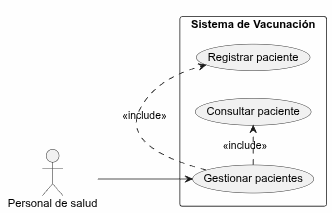 Sistema de Vacunación
Registrar paciente
Consultar paciente
«include»
«include»
Gestionar pacientes
Personal de salud